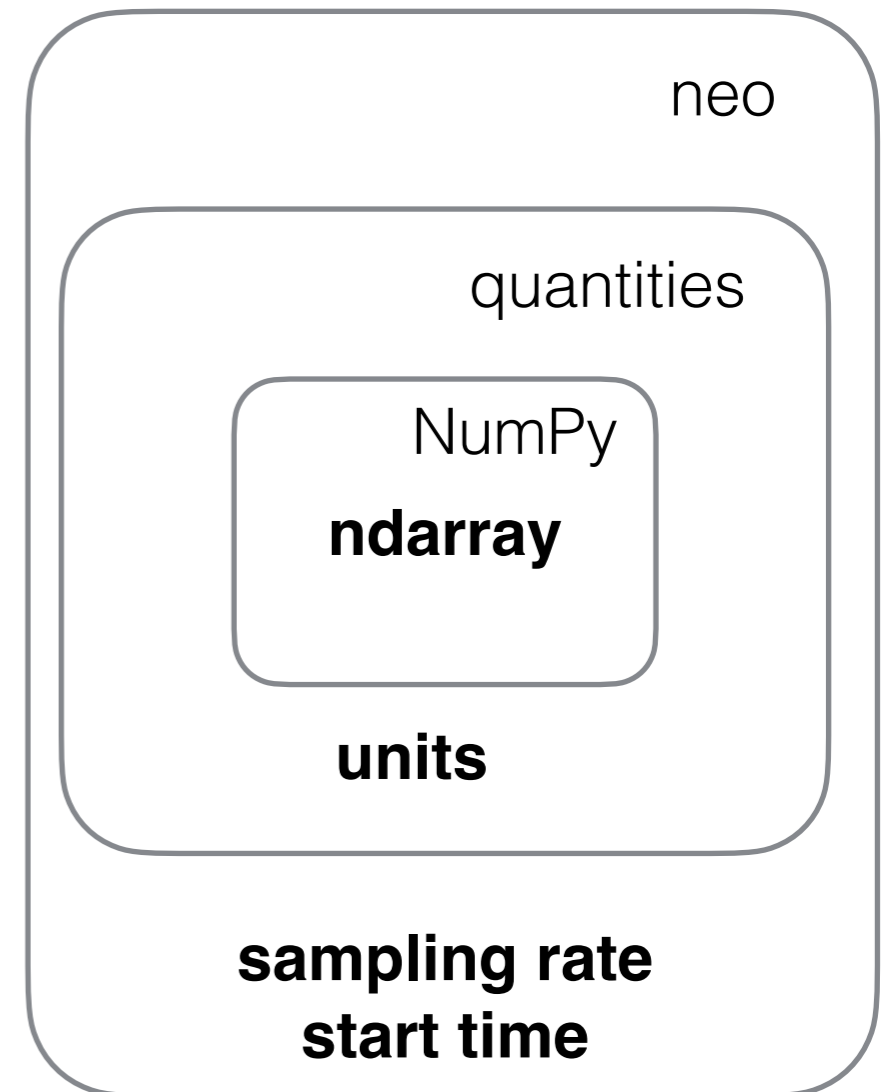 neo
quantities
NumPy
ndarray
units
sampling rate
start time